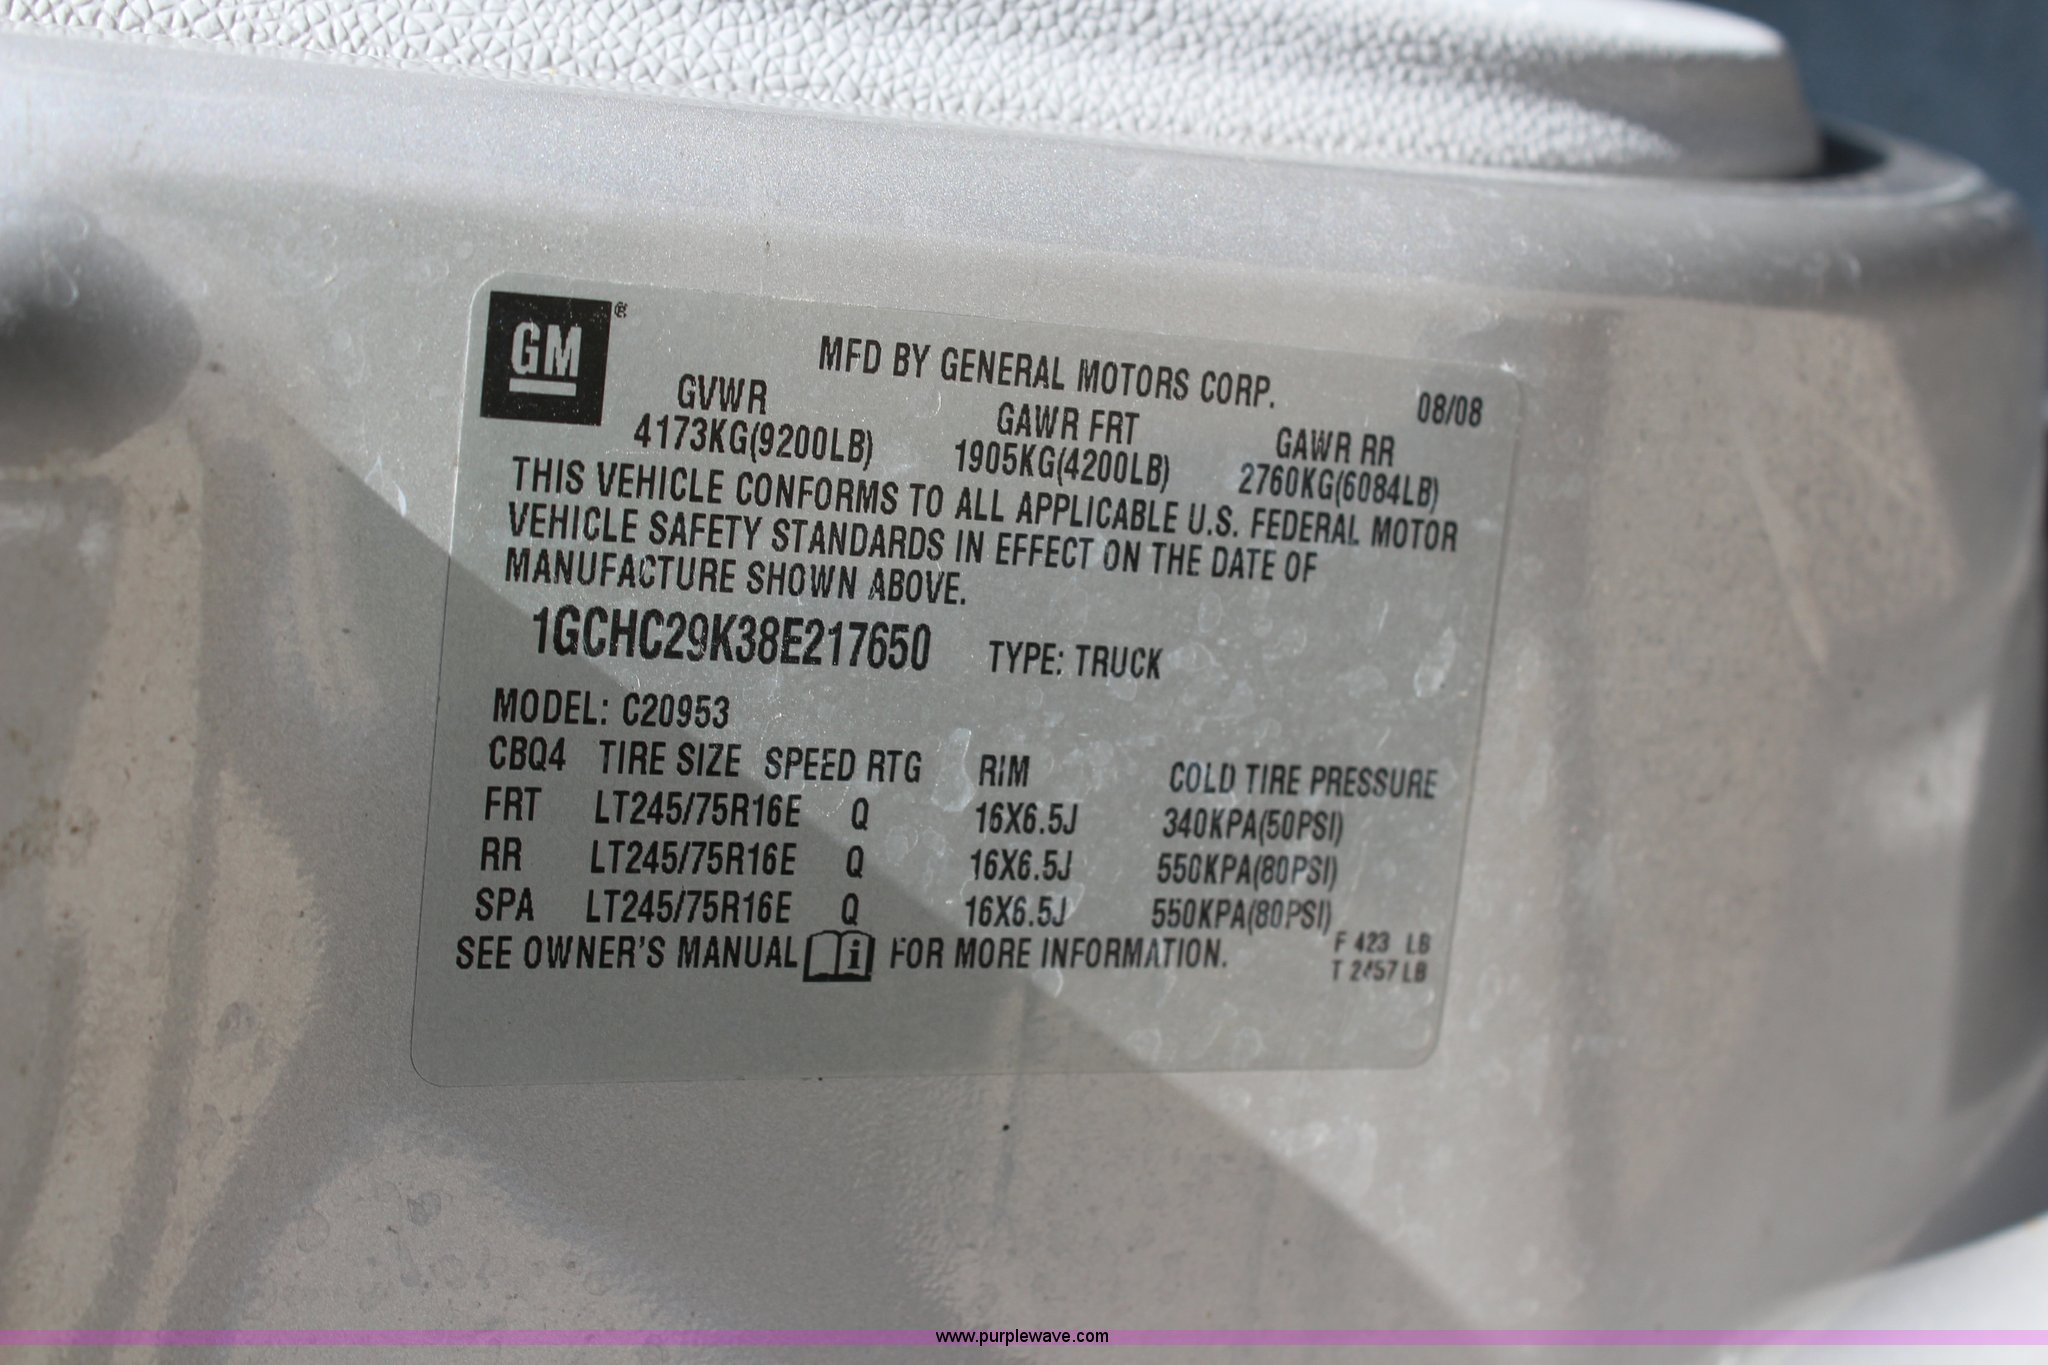 GM®
MFD BY GENERAL MOTORS CORP.
08/08
GVWR GAWR FRT GAWR RR
4173KG(9200LB) 1905KG(4200LB) 2760KG(6084LB)
THIS VEHICLE CONFORMS TO ALL APPLICABLE U.S. FEDERAL MOTOR
VEHICLE SAFETY STANDARDS IN EFFECT ON THE DATE OF
MANUFACTURE SHOWN ABOVE.
1GCHC29K38E217650 TYPE: TRUCK
MODEL: C20953
CBQ4 TIRE SIZE SPEED RTG RIM COLD TIRE PRESSURE
FRT LT245/75R16E Q 16X6.5J 340KPA(50PSI)
RR LT245/75R16E Q 16X6.5J 550KPA(80PSI)
SPA LT245/75R16E Q 16X6.5J 550KPA(80PSI)
SEE OWNER'S MANUAL i FOR MORE INFORMATION.
F 423 LB
T 2457 LB
www.purplewave.com